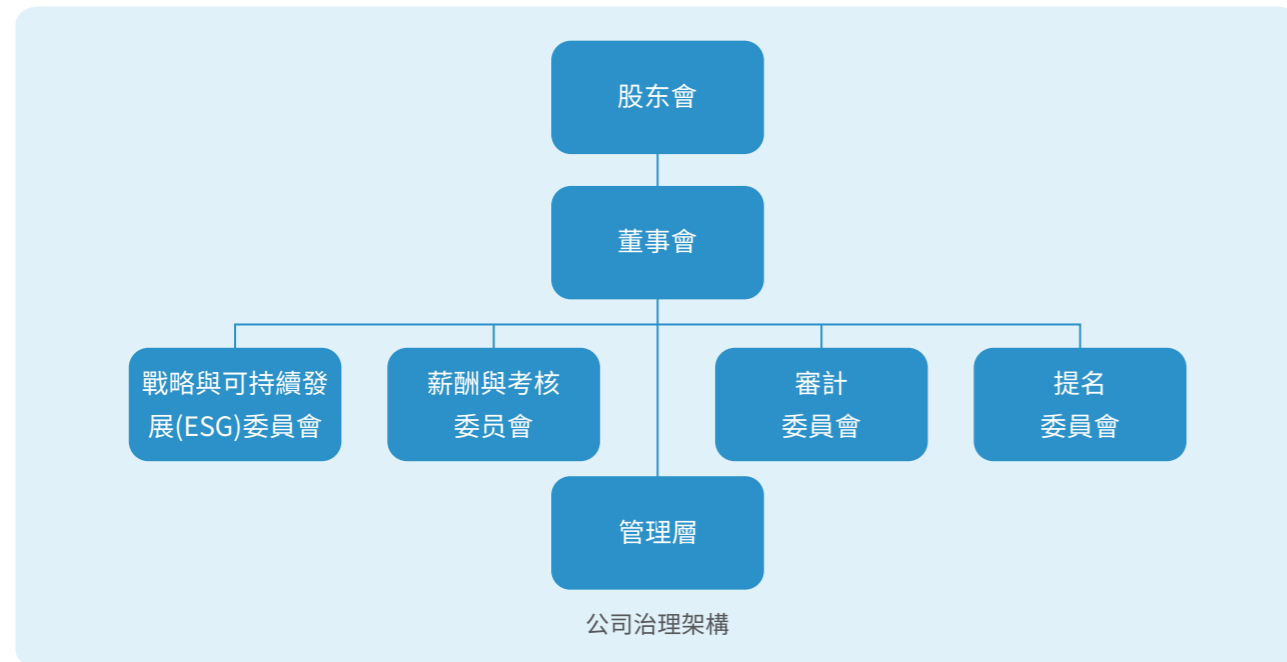 股东會
董事會
戰略與可持續發
展(ESG)委員會
薪酬與考核
委员會
審計
委員會
提名
委員會
管理層
公司治理架構